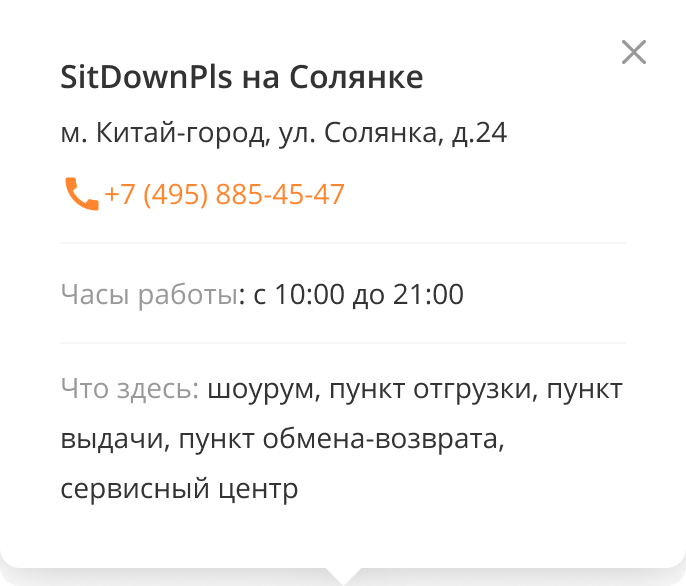 SitDownPls на Солянке
м. Китай-город, ул. Солянка, д.24
+7 (495) 885-45-47
Часы работы: с 10:00 до 21:00
Что здесь: шоурум, пункт отгрузки, пункт
выдачи, пункт обмена-возврата,
сервисный центр